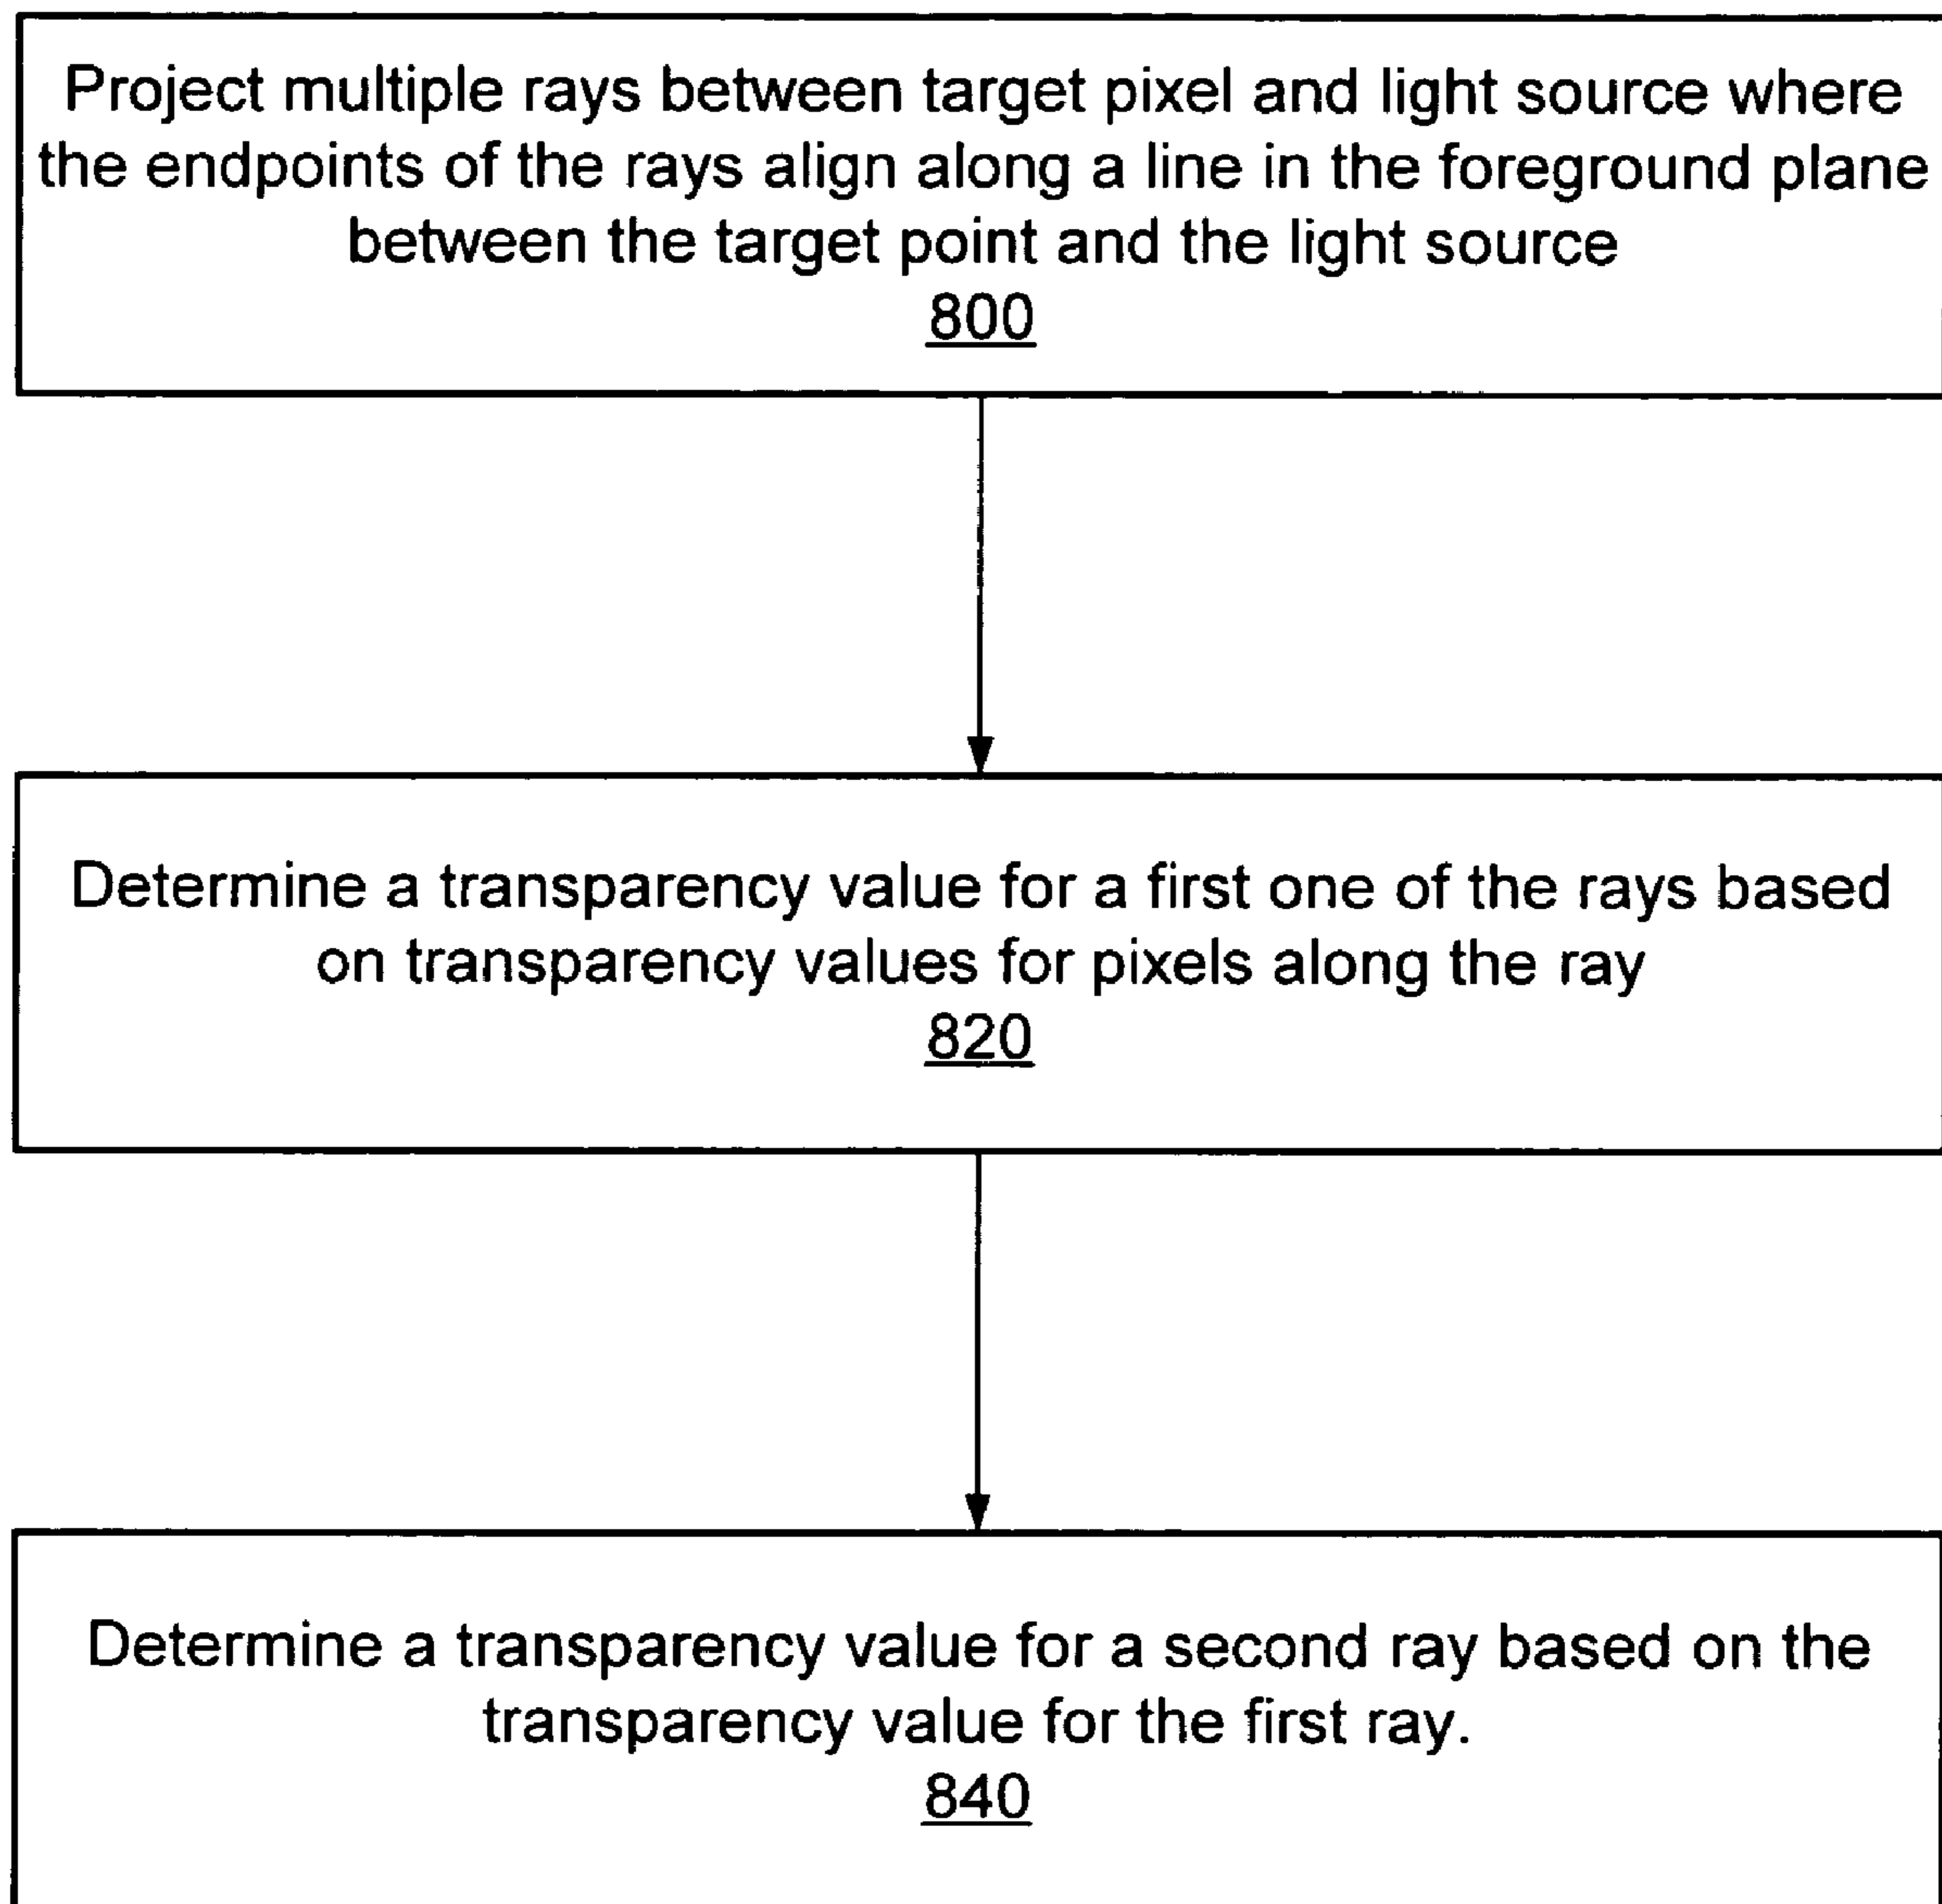 Project multiple rays between target pixel and light source where
the endpoints of the rays align along a line in the foreground plane
between the target point and the light source
800
Determine a transparency value for a first one of the rays based
on transparency values for pixels along the ray
820
Determine a transparency value for a second ray based on the
transparency value for the first ray.
840